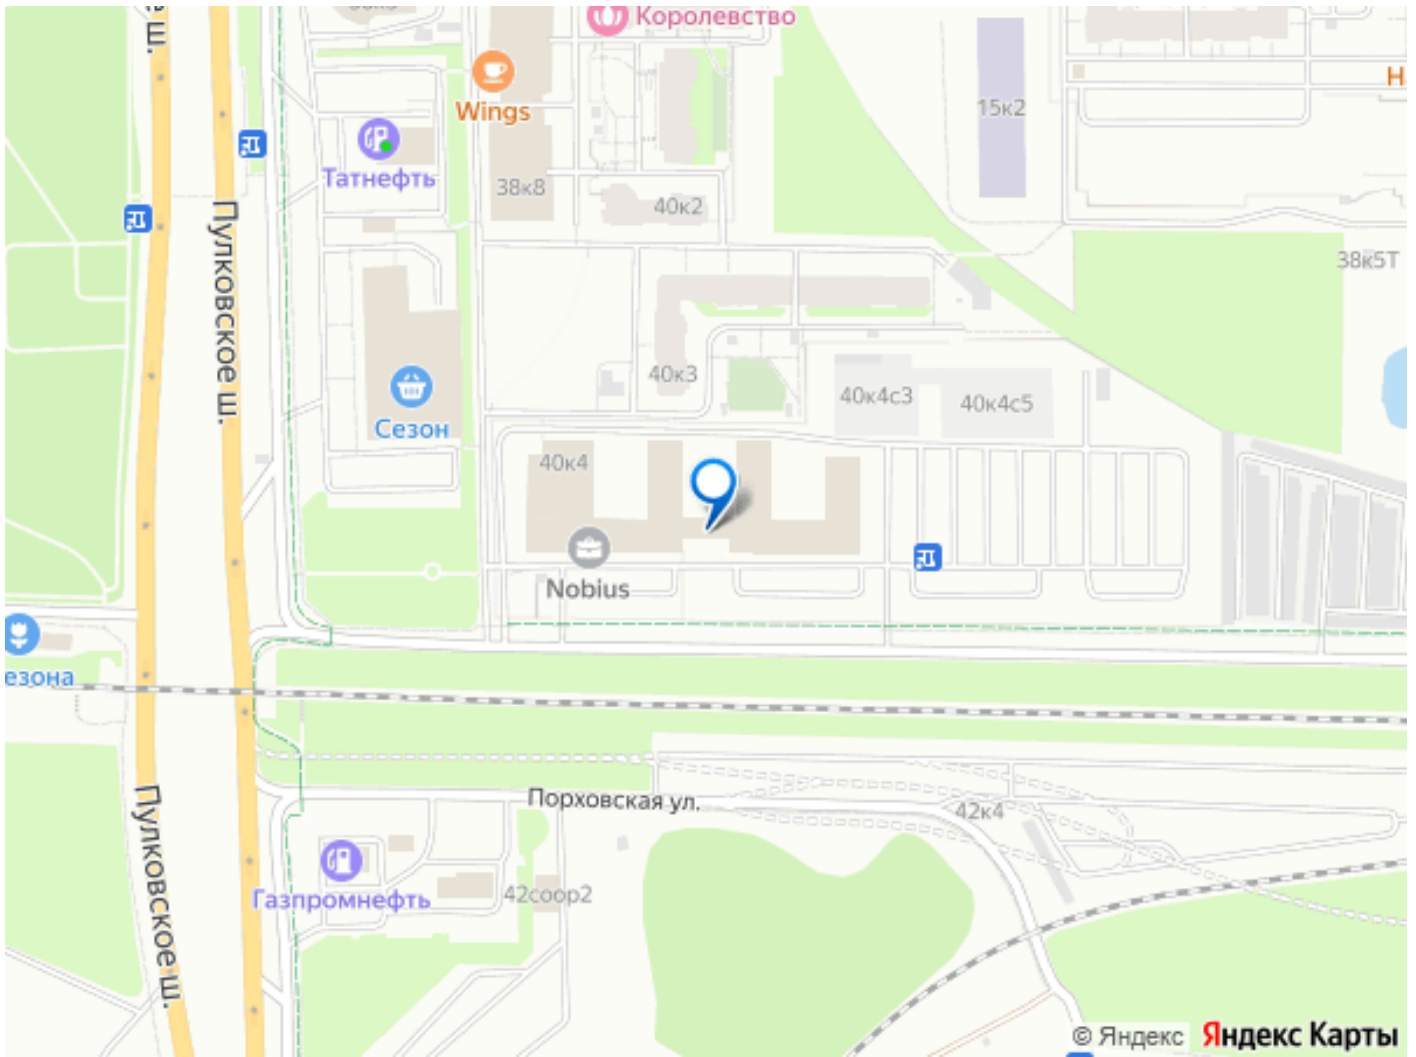 Королевство
Wings
15к2
Татнефть
38к8
40к2
Пулковское ш.
38к5Т
40к3
40к4с3
40к4с5
Сезон
40к4
Nobius
езона
Порховская ул.
42к4
Пулковское ш.
Газпромнефть
42соор2
© Яндекс Яндекс Карты